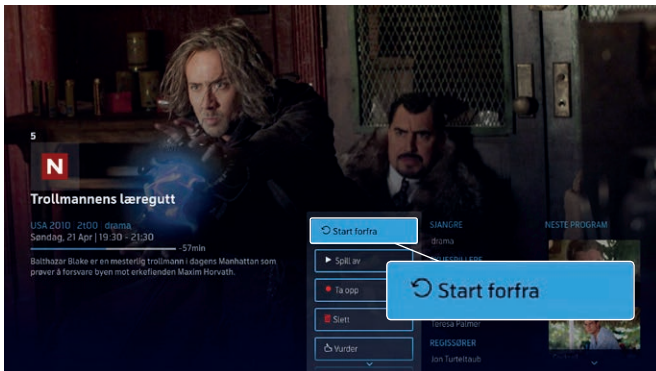 5
N
Trollmannens læregutt
USA 2010 2t00 drama
Søndag, 21 Apr | 19:30 - 21:30
-57min
Balthazar Blake er en mesterlig trollmann i dagens Manhattan som
prøver å forsvare byen mot erkefienden Maxim Horvath.
Start forfra
Spill av
Ta opp
Slett
Vurder
SJANGRE
drama
Teresa Palmer
REGISSØRER
Jon Turteltaub
NESTE PROGRAM
Start forfra